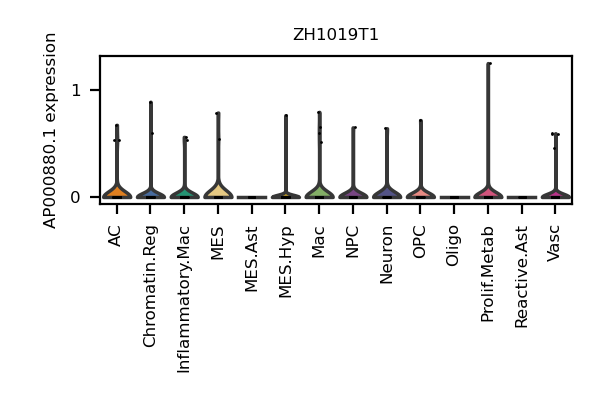 ZH1019T1
AP000880.1 expression
1
0
AC
Chromatin.Reg
Inflammatory.Mac
MES
MES.Ast
MES.Hyp
Mac
NPC
Neuron
OPC
Oligo
Prolif.Metab
Reactive.Ast
Vasc